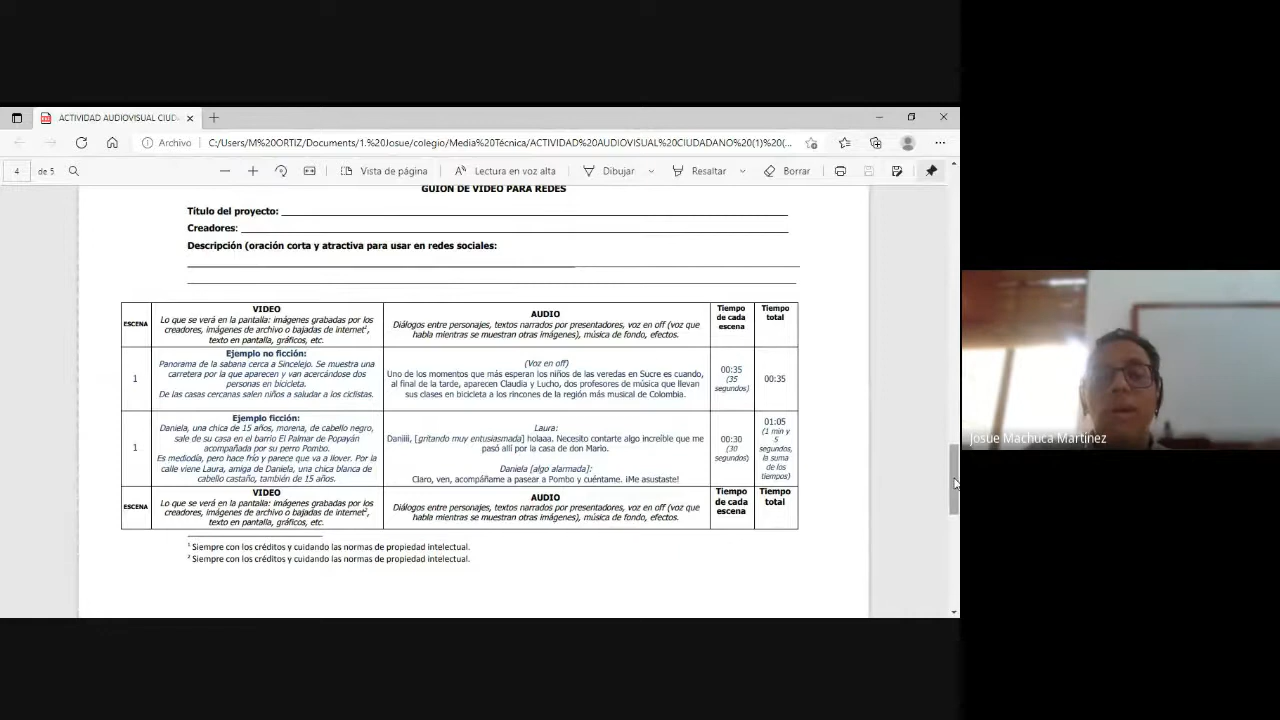 ACTIVIDAD AUDIOVISUAL CIUD
Archivo
C:/Users/M%20ORTIZ/Documents/1.%20Josue/colegio/Media%20Técnica/ACTIVIDAD%20AUDIOVISUAL%20CIUDADANO%20(1)%20(...
4 de 5
Vista de página
Lectura en voz alta
Dibujar
Resaltar
Borrar
GUION DE VIDEO PARA REDES
Título del proyecto:
Creadores:
Descripción (oración corta y atractiva para usar en redes sociales:
ESCENA
VIDEO
Lo que se verá en la pantalla: imágenes grabadas por los
creadores, imágenes de archivo o bajadas de internet1,
texto en pantalla, gráficos, etc.
AUDIO
Diálogos entre personajes, textos narrados por presentadores, voz en off (voz que
habla mientras se muestran otras imágenes), música de fondo, efectos.
Tiempo
de cada
escena
Tiempo
total
1
Ejemplo no ficción:
Panorama de la sabana cerca a Sincelejo. Se muestra una
carretera por la que aparecen y van acercándose dos
personas en bicicleta.
De las casas cercanas salen niños a saludar a los ciclistas.
(Voz en off)
Uno de los momentos que más esperan los niños de las veredas en Sucre es cuando,
al final de la tarde, aparecen Claudia y Lucho, dos profesores de música que llevan
sus clases en bicicleta a los rincones de la región más musical de Colombia.
00:35
(35
segundos)
00:35
1
Ejemplo ficción:
Daniela, una chica de 15 años, morena, de cabello negro,
sale de su casa en el barrio El Palmar de Popayán
acompañada por su perro Pombo.
Es mediodía, pero hace frío y parece que va a llover. Por la
calle viene Laura, amiga de Daniela, una chica blanca de
cabello castaño, también de 15 años.
Laura:
Daniiii, [gritando muy entusiasmada] holaaa. Necesito contarte algo increíble que me
pasó allí por la casa de don Mario.
Daniela [algo alarmada]:
Claro, ven, acompáñame a pasear a Pombo y cuéntame. ¡Me asustaste!
00:30
(30
segundos)
01:05
(1 min y
5
segundos,
la suma
de los
tiempos)
ESCENA
VIDEO
Lo que se verá en la pantalla: imágenes grabadas por los
creadores, imágenes de archivo o bajadas de internet2,
texto en pantalla, gráficos, etc.
AUDIO
Diálogos entre personajes, textos narrados por presentadores, voz en off (voz que
habla mientras se muestran otras imágenes), música de fondo, efectos.
Tiempo
de cada
escena
Tiempo
total
1 Siempre con los créditos y cuidando las normas de propiedad intelectual.
2 Siempre con los créditos y cuidando las normas de propiedad intelectual.
Josue Machuca Martínez